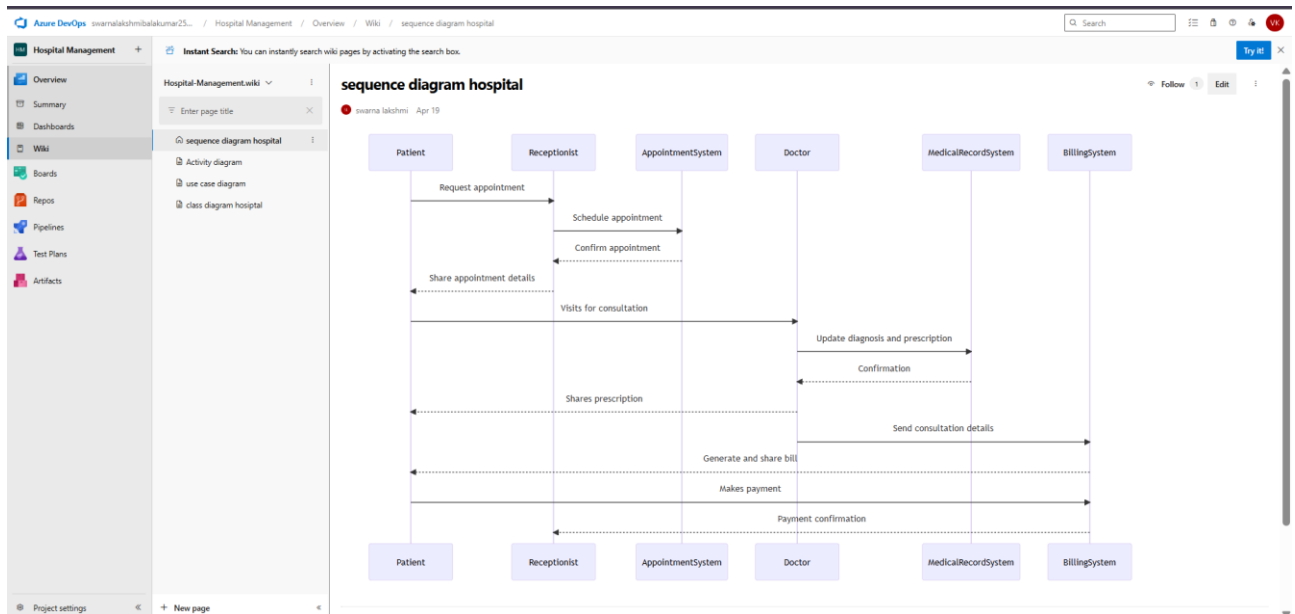 Azure DevOps swarnalakshmibalakumar25... / Hospital Management / Overview / Wiki / sequence diagram hospital
Search
VK
HM Hospital Management +
Instant Search: You can instantly search wiki pages by activating the search box.
Try it!
Overview
Summary
Dashboards
Wiki
Boards
Repos
Pipelines
Test Plans
Artifacts
Project settings
Hospital-Management.wiki
Enter page title
sequence diagram hospital
Activity diagram
use case diagram
class diagram hosiptal
+ New page
sequence diagram hospital
Follow 1 Edit
swarna lakshmi Apr 19
Patient Receptionist AppointmentSystem Doctor MedicalRecordSystem BillingSystem
Request appointment
Schedule appointment
Confirm appointment
Share appointment details
Visits for consultation
Update diagnosis and prescription
Confirmation
Shares prescription
Send consultation details
Generate and share bill
Makes payment
Payment confirmation
Patient Receptionist AppointmentSystem Doctor MedicalRecordSystem BillingSystem